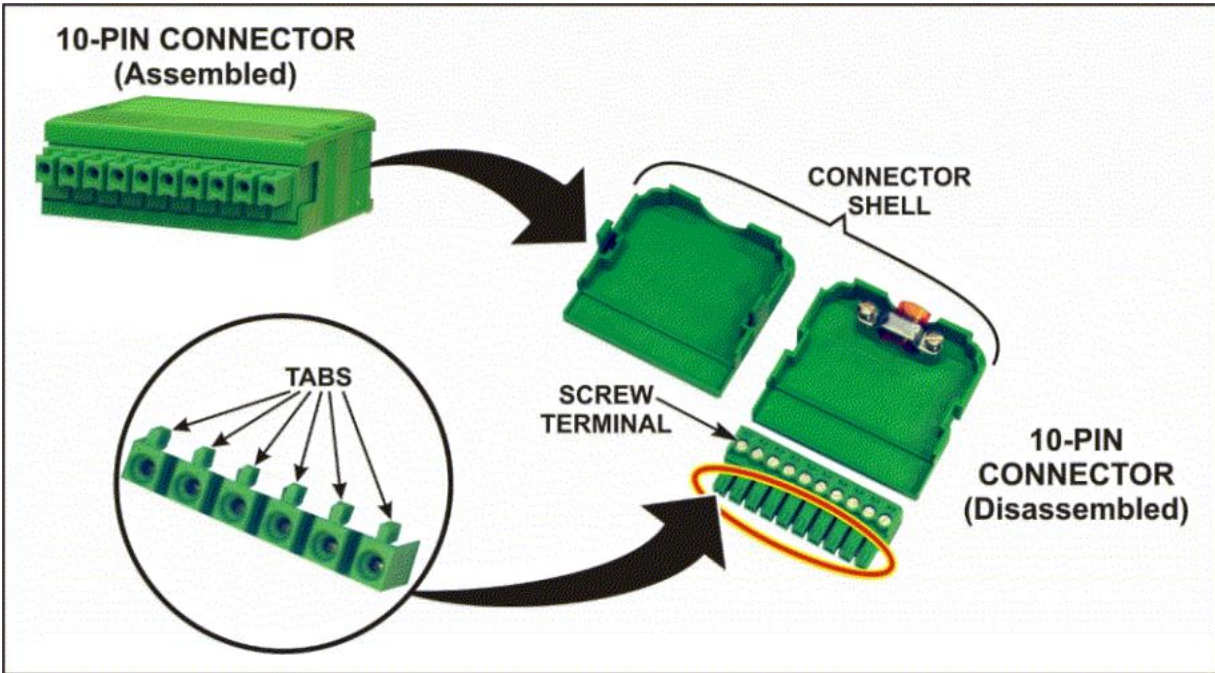 10-PIN CONNECTOR
(Assembled)
CONNECTOR
SHELL
TABS
SCREW
TERMINAL
10-PIN
CONNECTOR
(Disassembled)